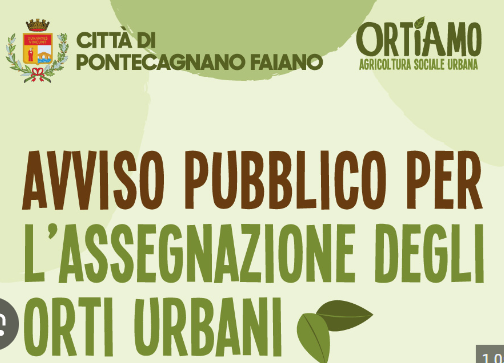 CITTÀ DI
PONTECAGNANO FAIANO
ORTIAMO
AGRICOLTURA SOCIALE URBANA
AVVISO PUBBLICO PER
L'ASSEGNAZIONE DEGLI
ORTI URBANI